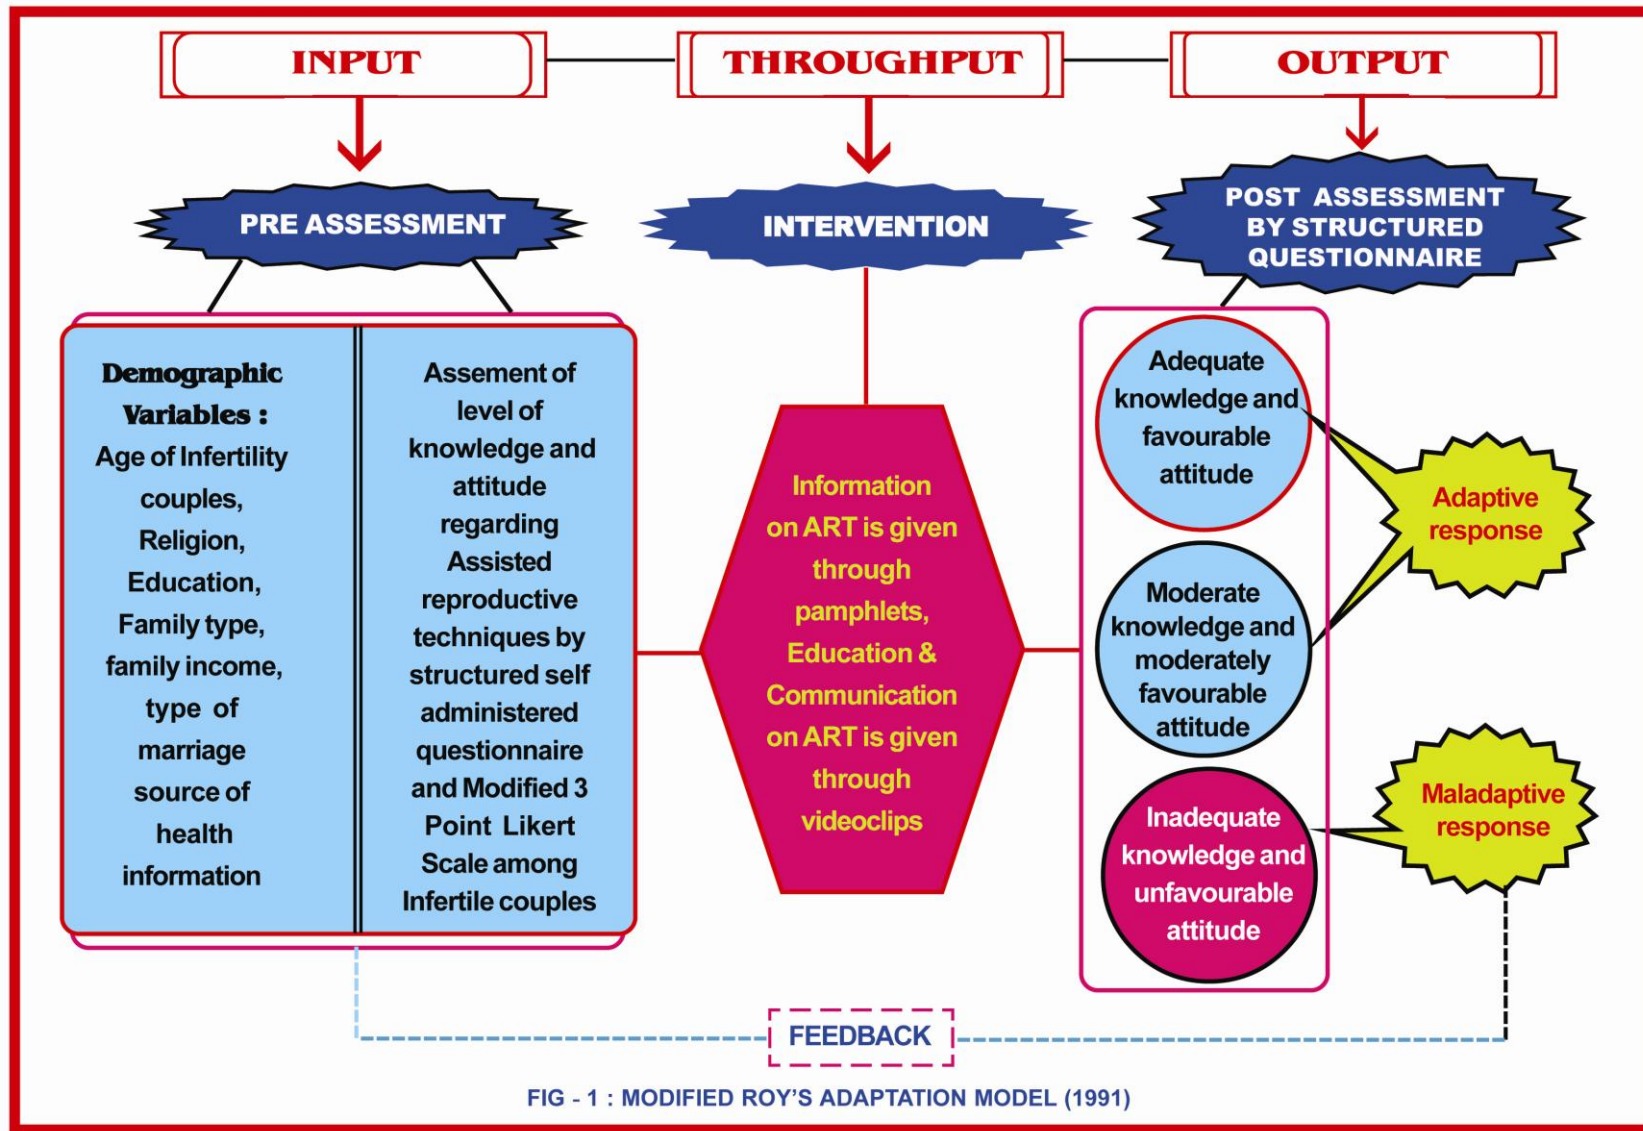 INPUT
THROUGHPUT
OUTPUT
PRE ASSESSMENT
INTERVENTION
POST ASSESSMENT
BY STRUCTURED
QUESTIONNAIRE
Demographic
Variables :
Age of Infertility
couples,
Religion,
Education,
Family type,
family income,
type of
marriage
source of
health
information
Assement of
level of
knowledge and
attitude
regarding
Assisted
reproductive
techniques by
structured self
administered
questionnaire
and Modified 3
Point Likert
Scale among
Infertile couples
Information
on ART is given
through
pamphlets,
Education &
Communication
on ART is given
through
videoclips
Adequate
knowledge and
favourable
attitude
Moderate
knowledge and
moderately
favourable
attitude
Inadequate
knowledge and
unfavourable
attitude
Adaptive
response
Maladaptive
response
FEEDBACK
FIG - 1 : MODIFIED ROY'S ADAPTATION MODEL (1991)